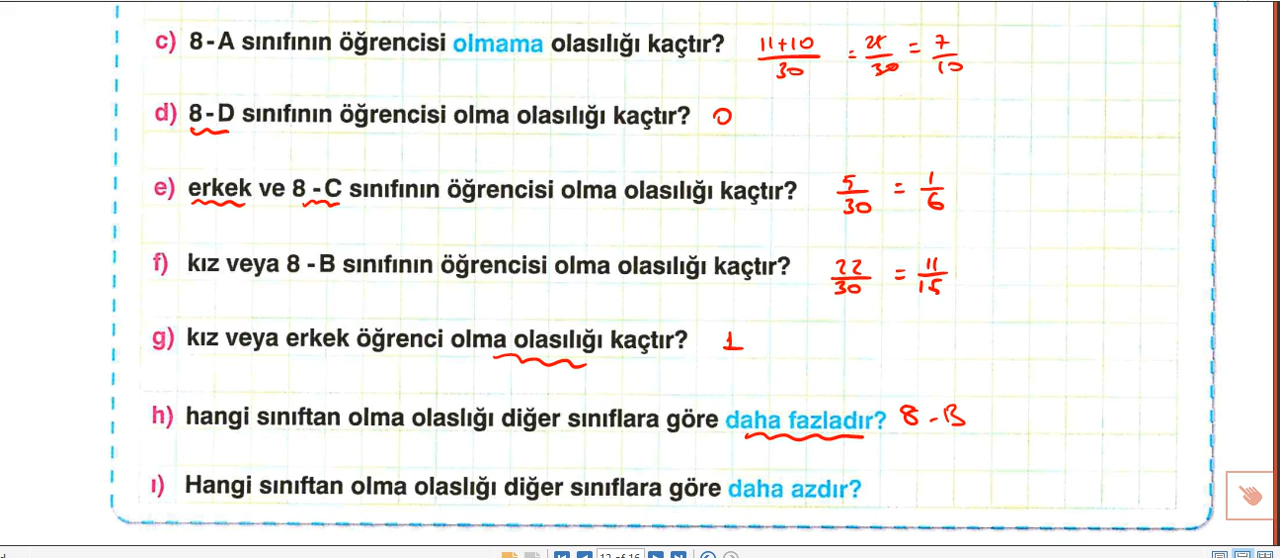 c) 8-A sınıfının öğrencisi olmama olasılığı kaçtır? 11+10/30 = 21/30 = 7/10
d) 8-D sınıfının öğrencisi olma olasılığı kaçtır? 0
e) erkek ve 8-C sınıfının öğrencisi olma olasılığı kaçtır? 5/30 = 1/6
f) kız veya 8-B sınıfının öğrencisi olma olasılığı kaçtır? 22/30 = 11/15
g) kız veya erkek öğrenci olma olasılığı kaçtır? 1
h) hangi sınıftan olma olaslığı diğer sınıflara göre daha fazladır? 8-B
ı) Hangi sınıftan olma olaslığı diğer sınıflara göre daha azdır?